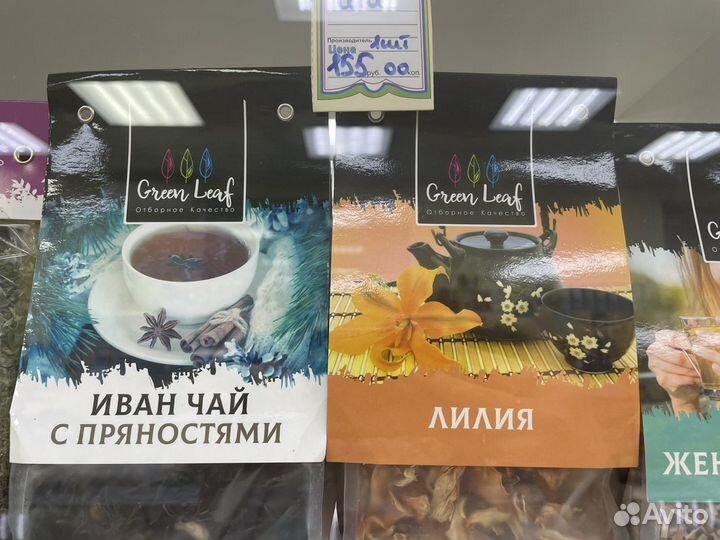 Производитель
Цена 1шт
155 руб. 00 коп.
Green Leaf
Отборное Качество
ИВАН ЧАЙ
С ПРЯНОСТЯМИ
Green Leaf
Отборное Качество
ЛИЛИЯ
G
О
ЖЕН
Avito